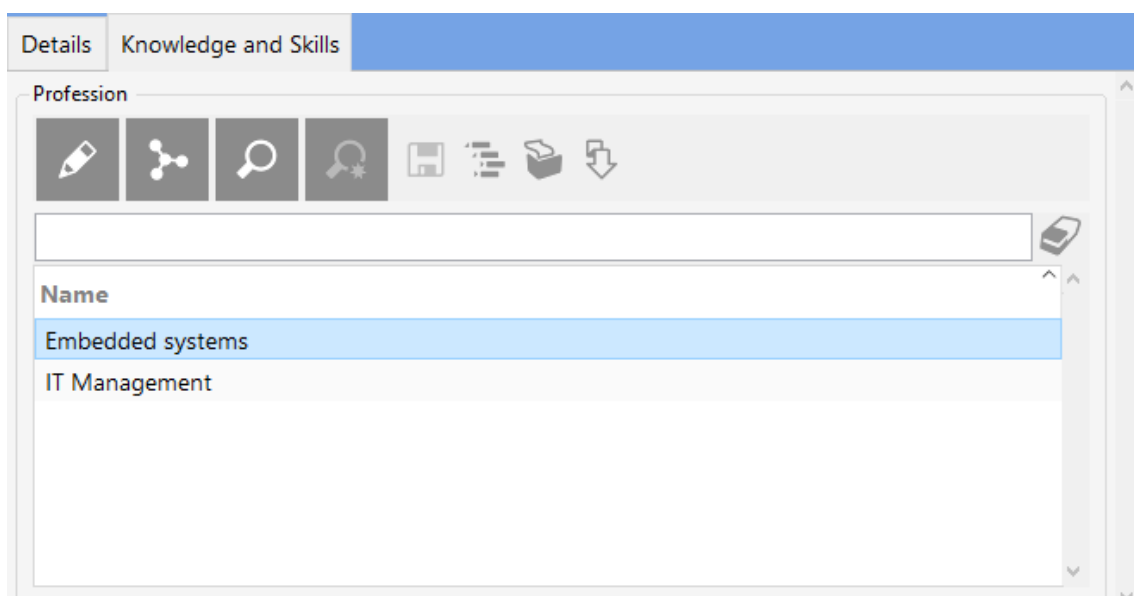 Details
Knowledge and Skills
Profession
Name
Embedded systems
IT Management